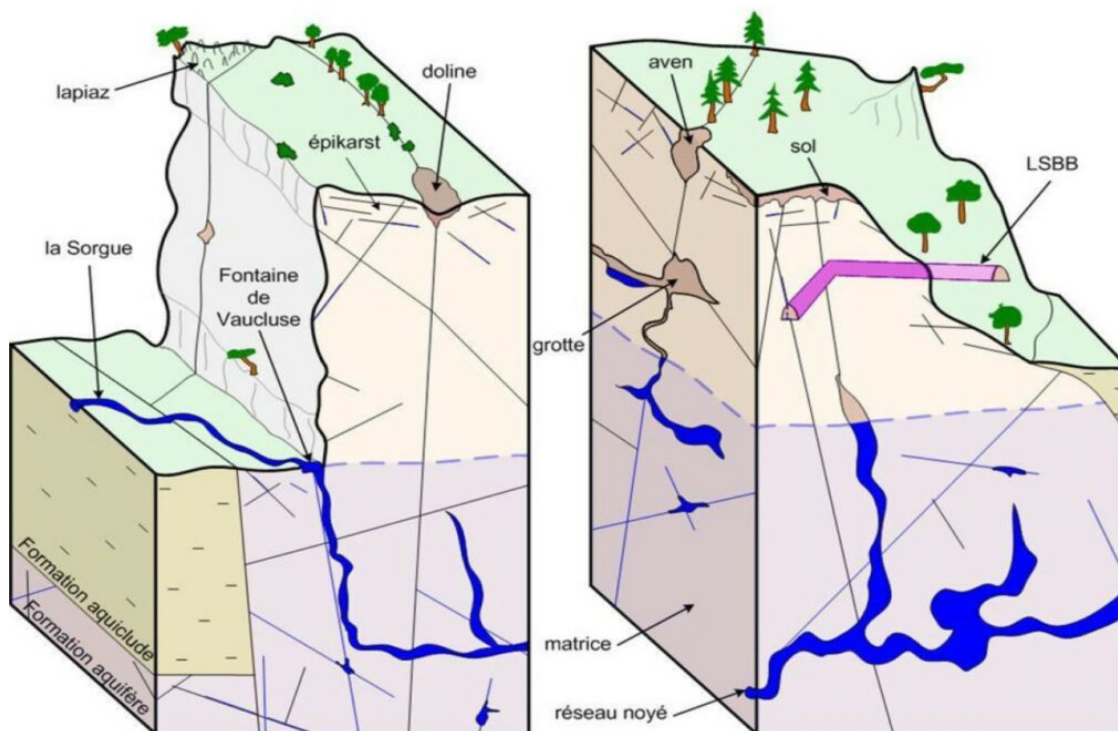 lapiaz
doline
épikarst
la Sorgue
Fontaine
de
Vaucluse
Formation aquiclude
Formation aquifère
aven
sol
LSBB
grotte
matrice
réseau noyé